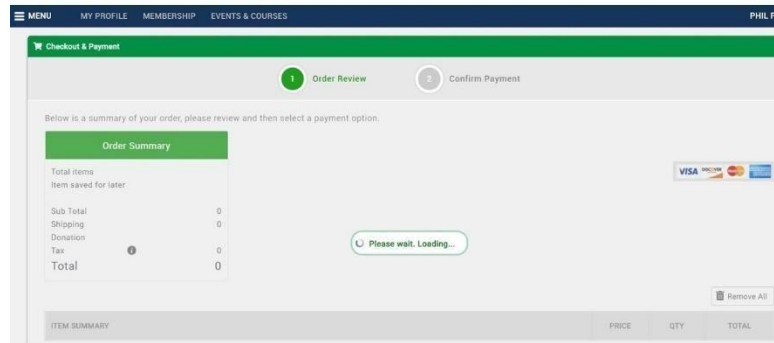 MENU MY PROFILE MEMBERSHIP EVENTS & COURSES PHIL
Checkout & Payment
1 Order Review 2 Confirm Payment
Below is a summary of your order, please review and then select a payment option.
Order Summary
Total items
Item saved for later
VISA DISCOVER
Sub Total 0
Shipping 0
Donation
Tax 0
Total 0
Please wait. Loading...
Remove All
ITEM SUMMARY PRICE QTY TOTAL